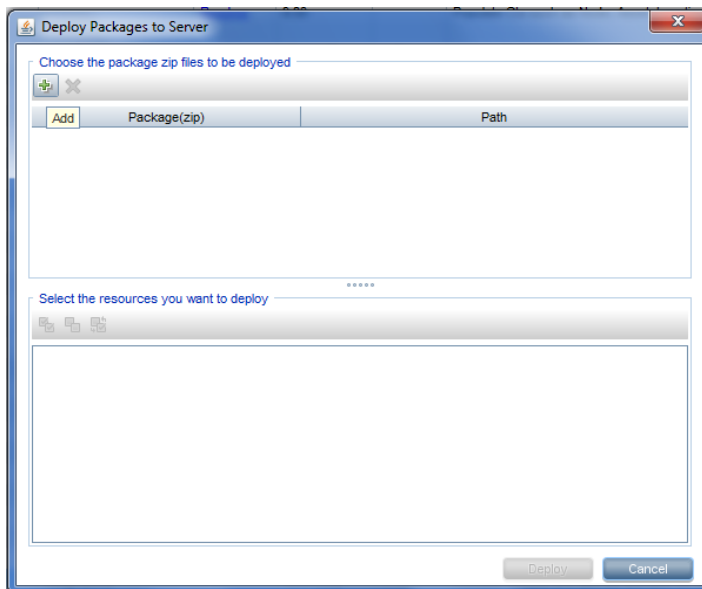 Deploy Packages to Server
Choose the package zip files to be deployed
Add
Package(zip) Path
Select the resources you want to deploy
Deploy Cancel